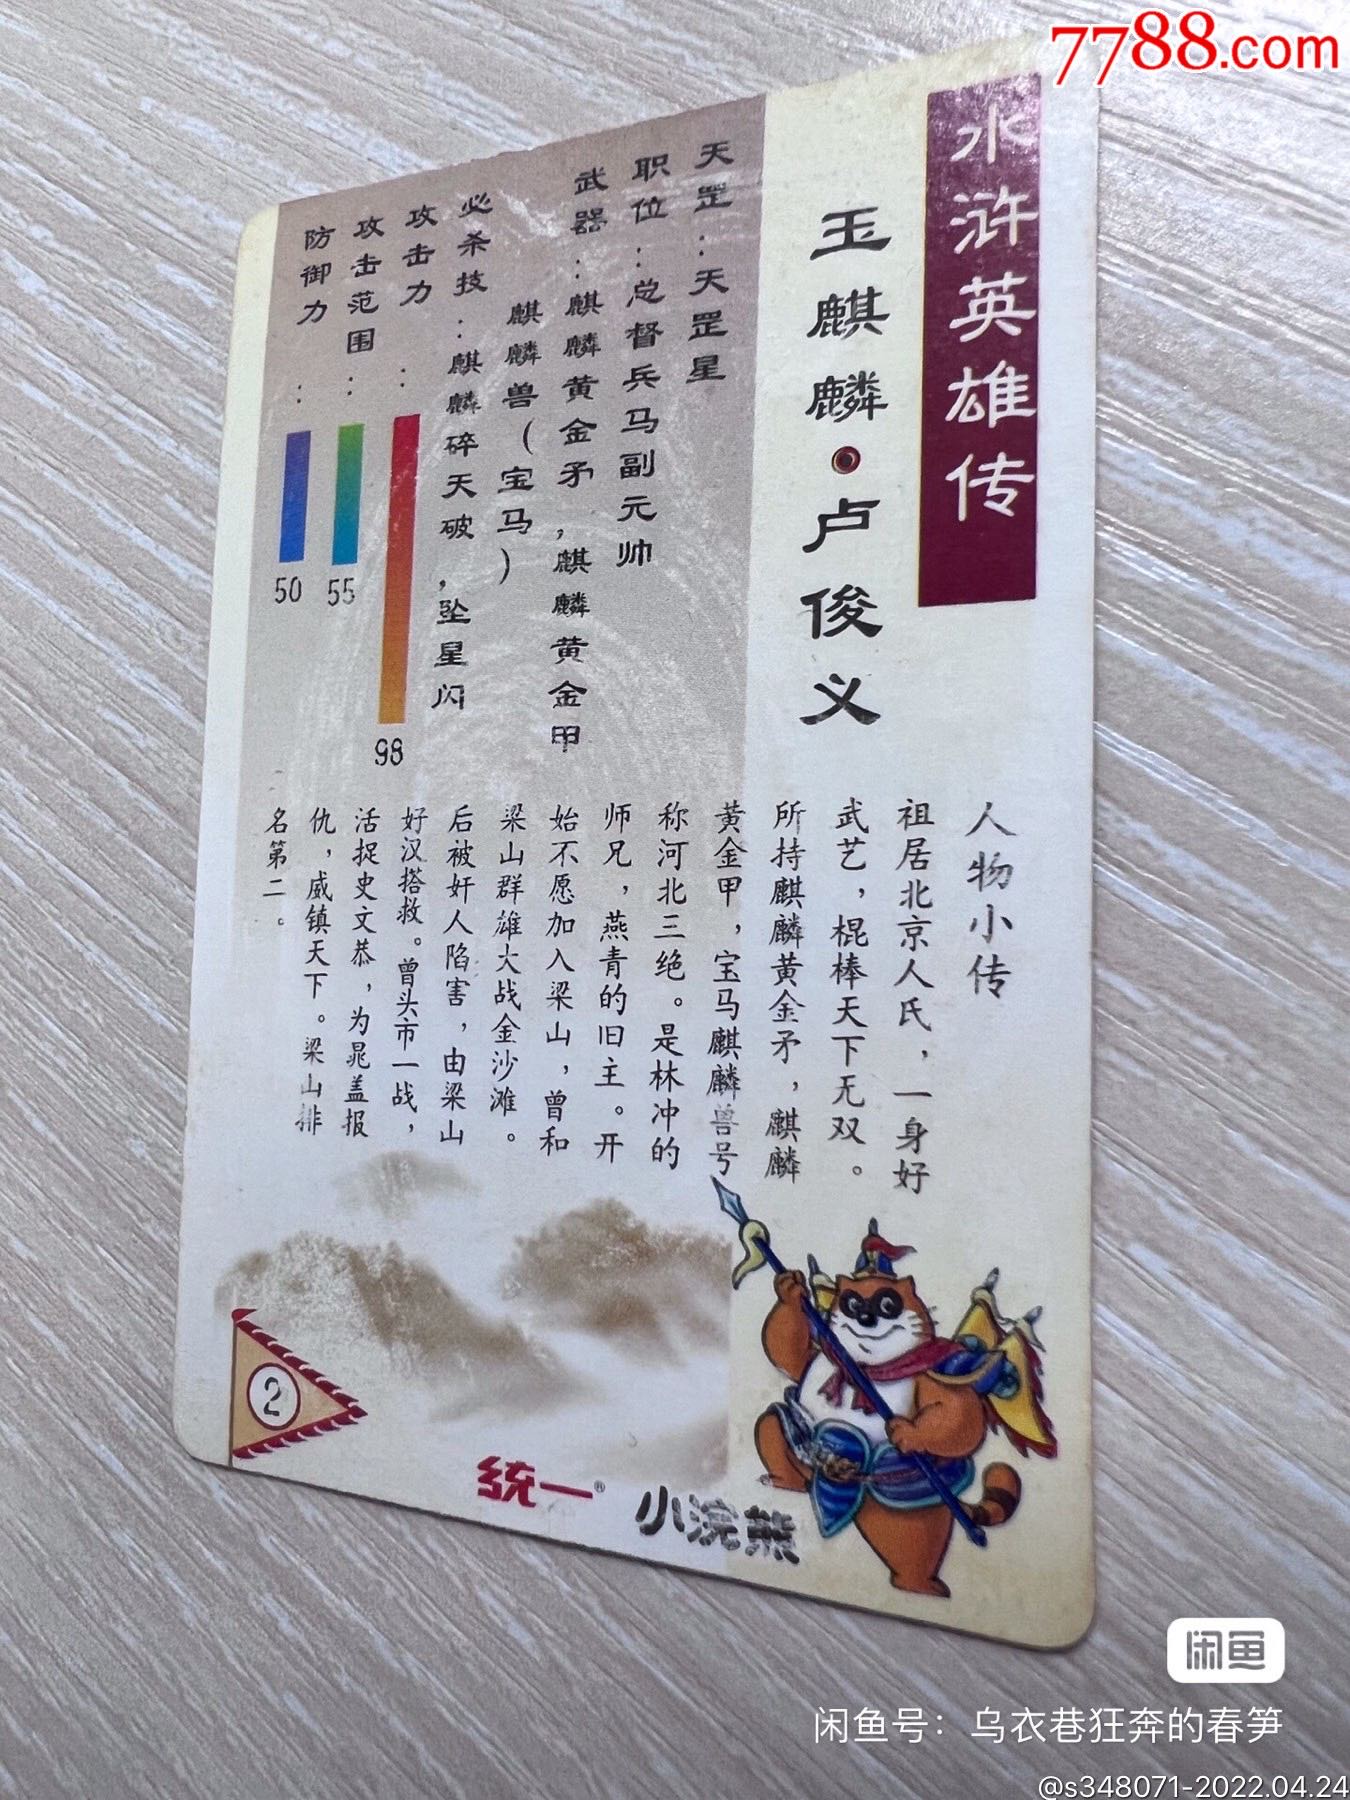 7788.com
水浒英雄传
玉麒麟·卢俊义
天罡：天罡星
职位：总督兵马副元帅
武器：麒麟黄金矛，麒麟黄金甲
麒麟兽（宝马）
必杀技：麒麟碎天破，坠星闪
攻击力：
98
攻击范围：
55
防御力：
50
人物小传
祖居北京人氏，一身好
武艺，棍棒天下无双。
所持麒麟黄金矛，麒麟
黄金甲，宝马麒麟兽号
称河北三绝。是林冲的
师兄，燕青的旧主。开
始不愿加入梁山，曾和
梁山群雄大战金沙滩。
后被奸人陷害，由梁山
好汉搭救。曾头市一战，
活捉史文恭，为晁盖报
仇，威镇天下。梁山排
名第二。
2
统一®
小浣熊
闲鱼
闲鱼号：乌衣巷狂奔的春笋
@s348071-2022.04.24